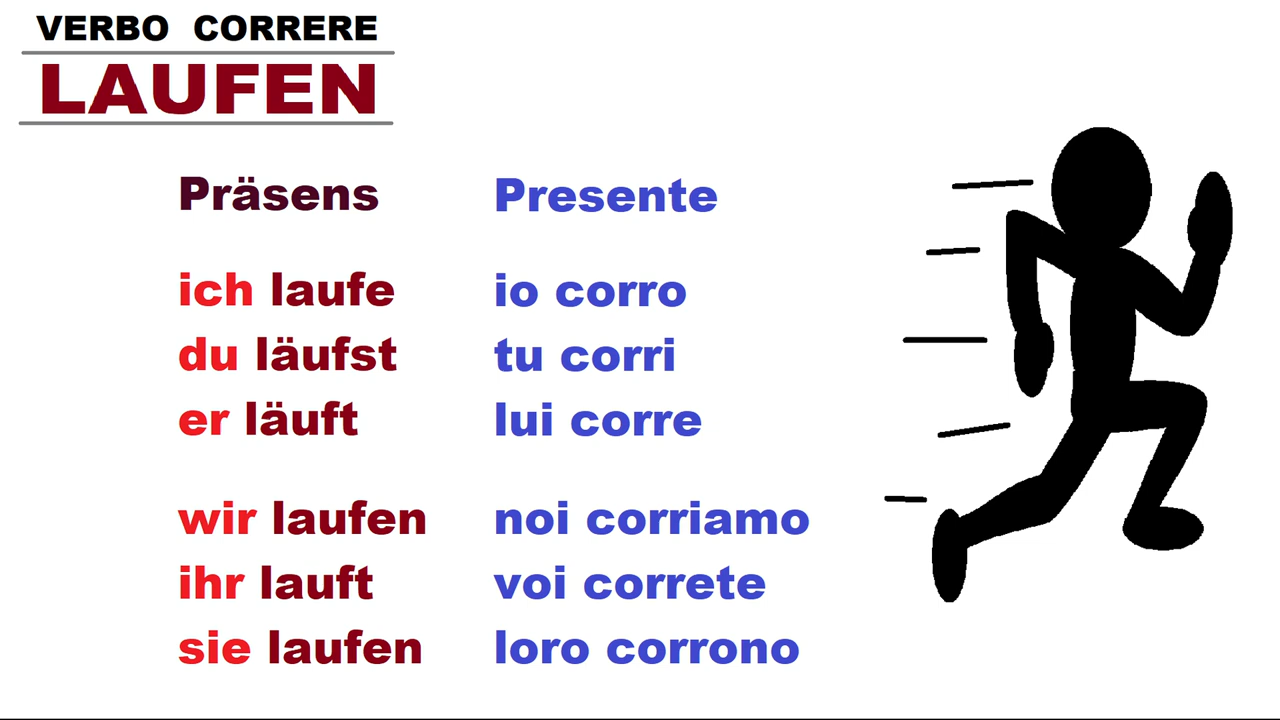 VERBO CORRERE
LAUFEN
Präsens Presente
ich laufe io corro
du läufst tu corri
er läuft lui corre
wir laufen noi corriamo
ihr lauft voi correte
sie laufen loro corrono